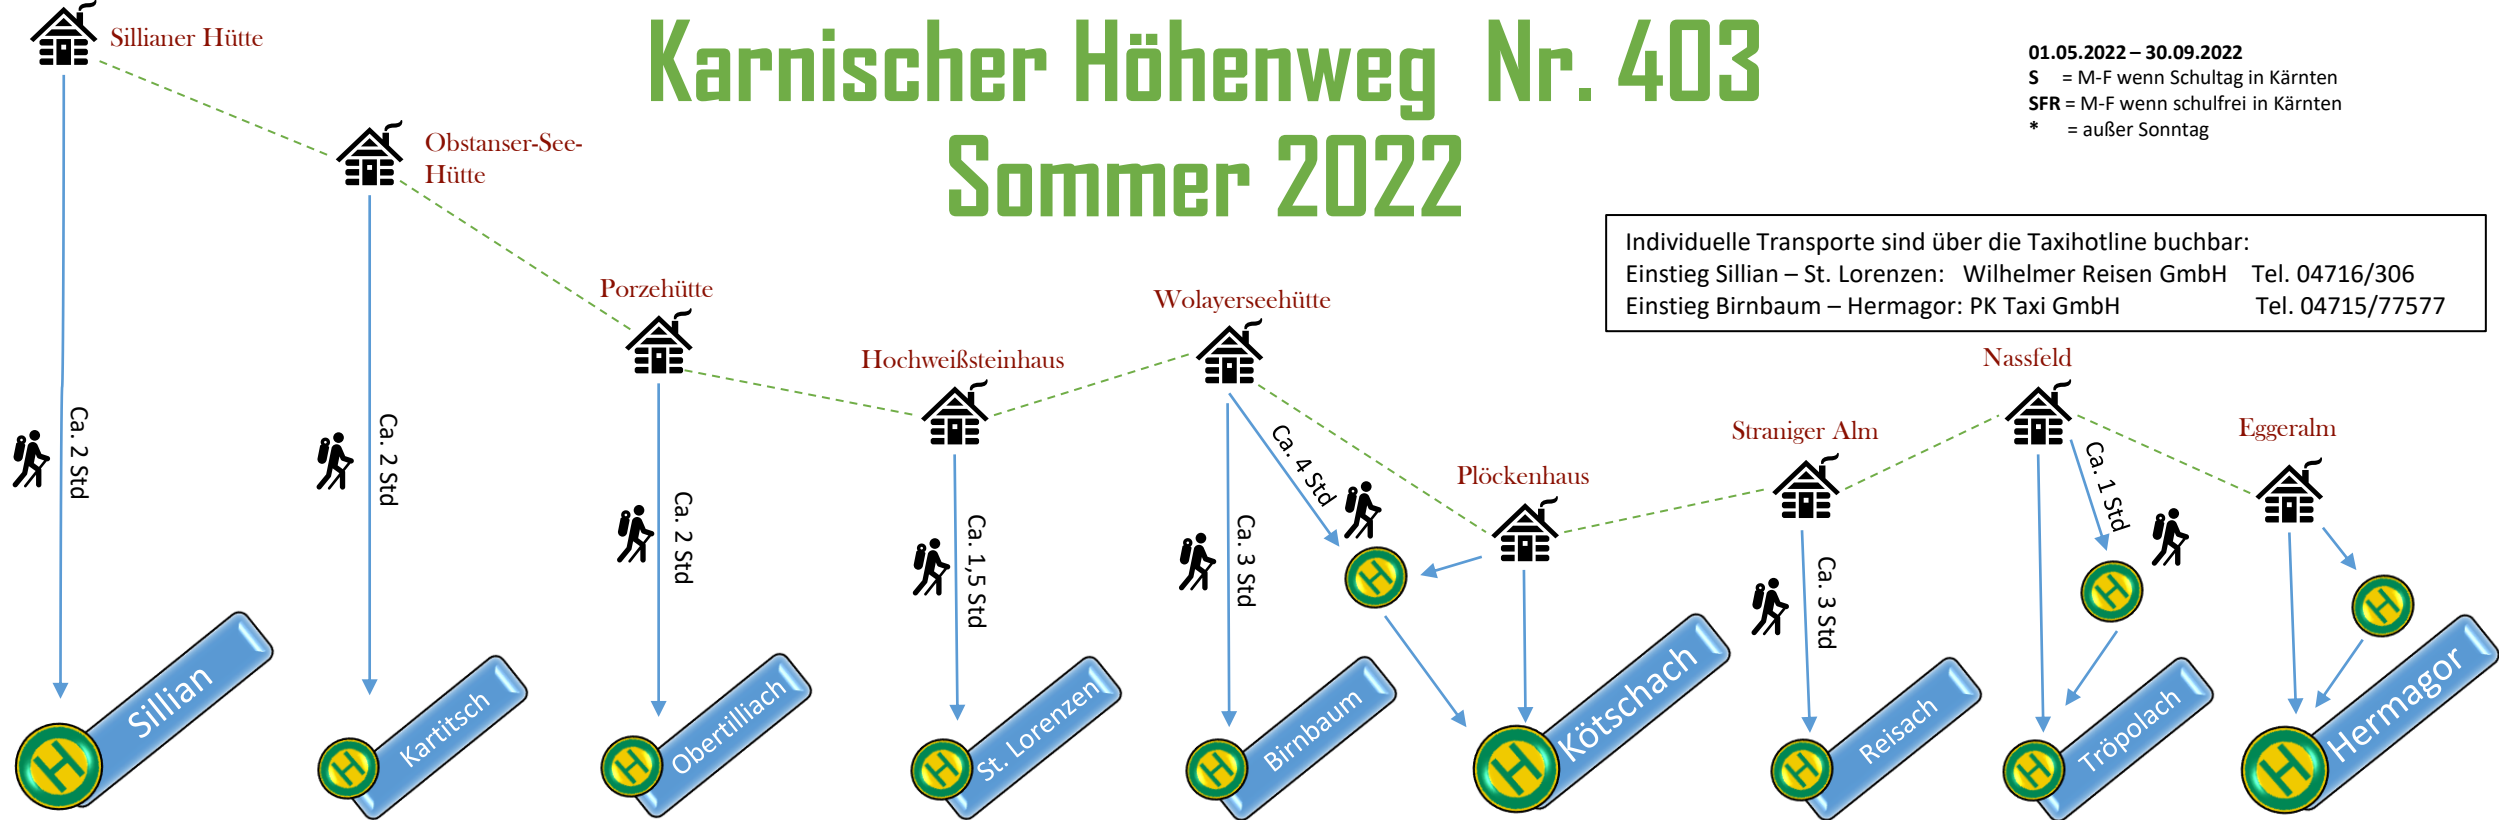 Karnischer Höhenweg Nr. 403
Sommer 2022
01.05.2022 – 30.09.2022
S = M-F wenn Schultag in Kärnten
SFR = M-F wenn schulfrei in Kärnten
* = außer Sonntag
Individuelle Transporte sind über die Taxihotline buchbar:
Einstieg Sillian – St. Lorenzen: Wilhelmer Reisen GmbH Tel. 04716/306
Einstieg Birnbaum – Hermagor: PK Taxi GmbH Tel. 04715/77577
Sillianer Hütte
Obstanser-See-
Hütte
Porzehütte
Hochweißsteinhaus
Wolayerseehütte
Plöckenhaus
Straniger Alm
Nassfeld
Eggeralm
Ca. 2 Std
Ca. 2 Std
Ca. 2 Std
Ca. 1,5 Std
Ca. 3 Std
Ca. 4 Std
Ca. 3 Std
Ca. 1 Std
H
H
H
H Sillian
H Kartitsch
H Obertilliach
H St. Lorenzen
H Birnbaum
H Kötschach
H Reisach
H Tröpolach
H Hermagor